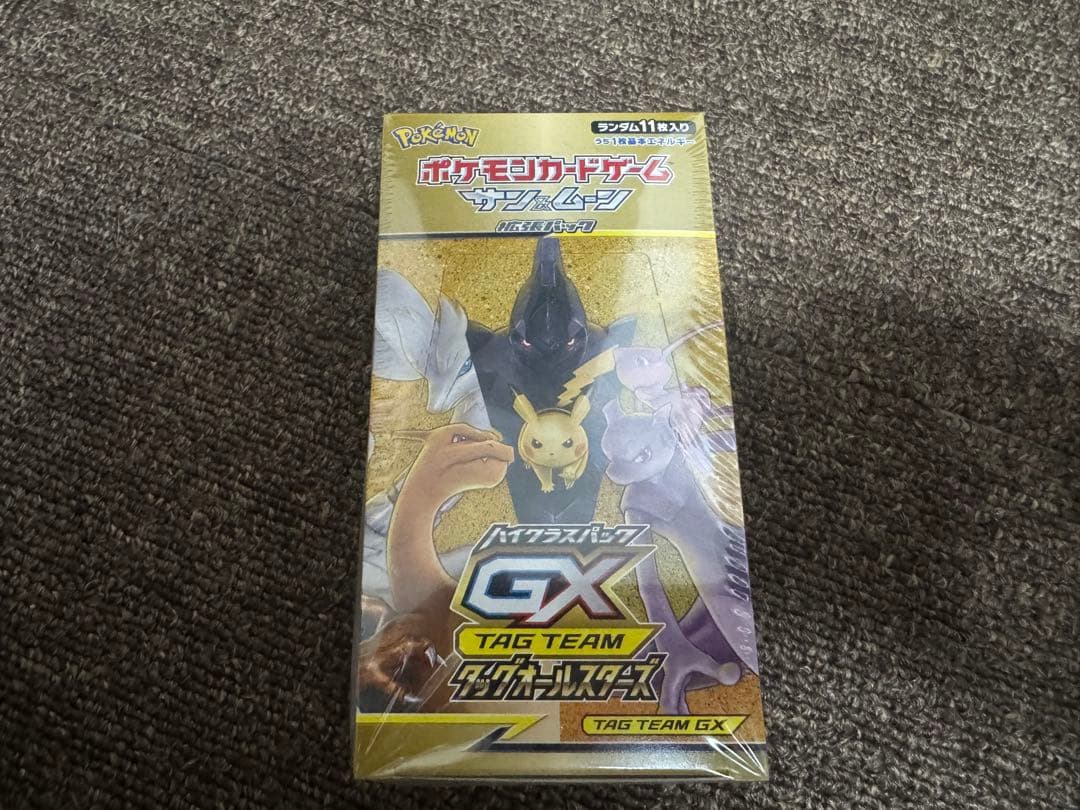 POKéMON
ランダム11枚入り
うち1枚基本エネルギー
ポケモンカードゲーム
サン&ムーン
拡張パック
ハイクラスパック
GX
TAG TEAM
タッグオールスターズ
TAG TEAM GX